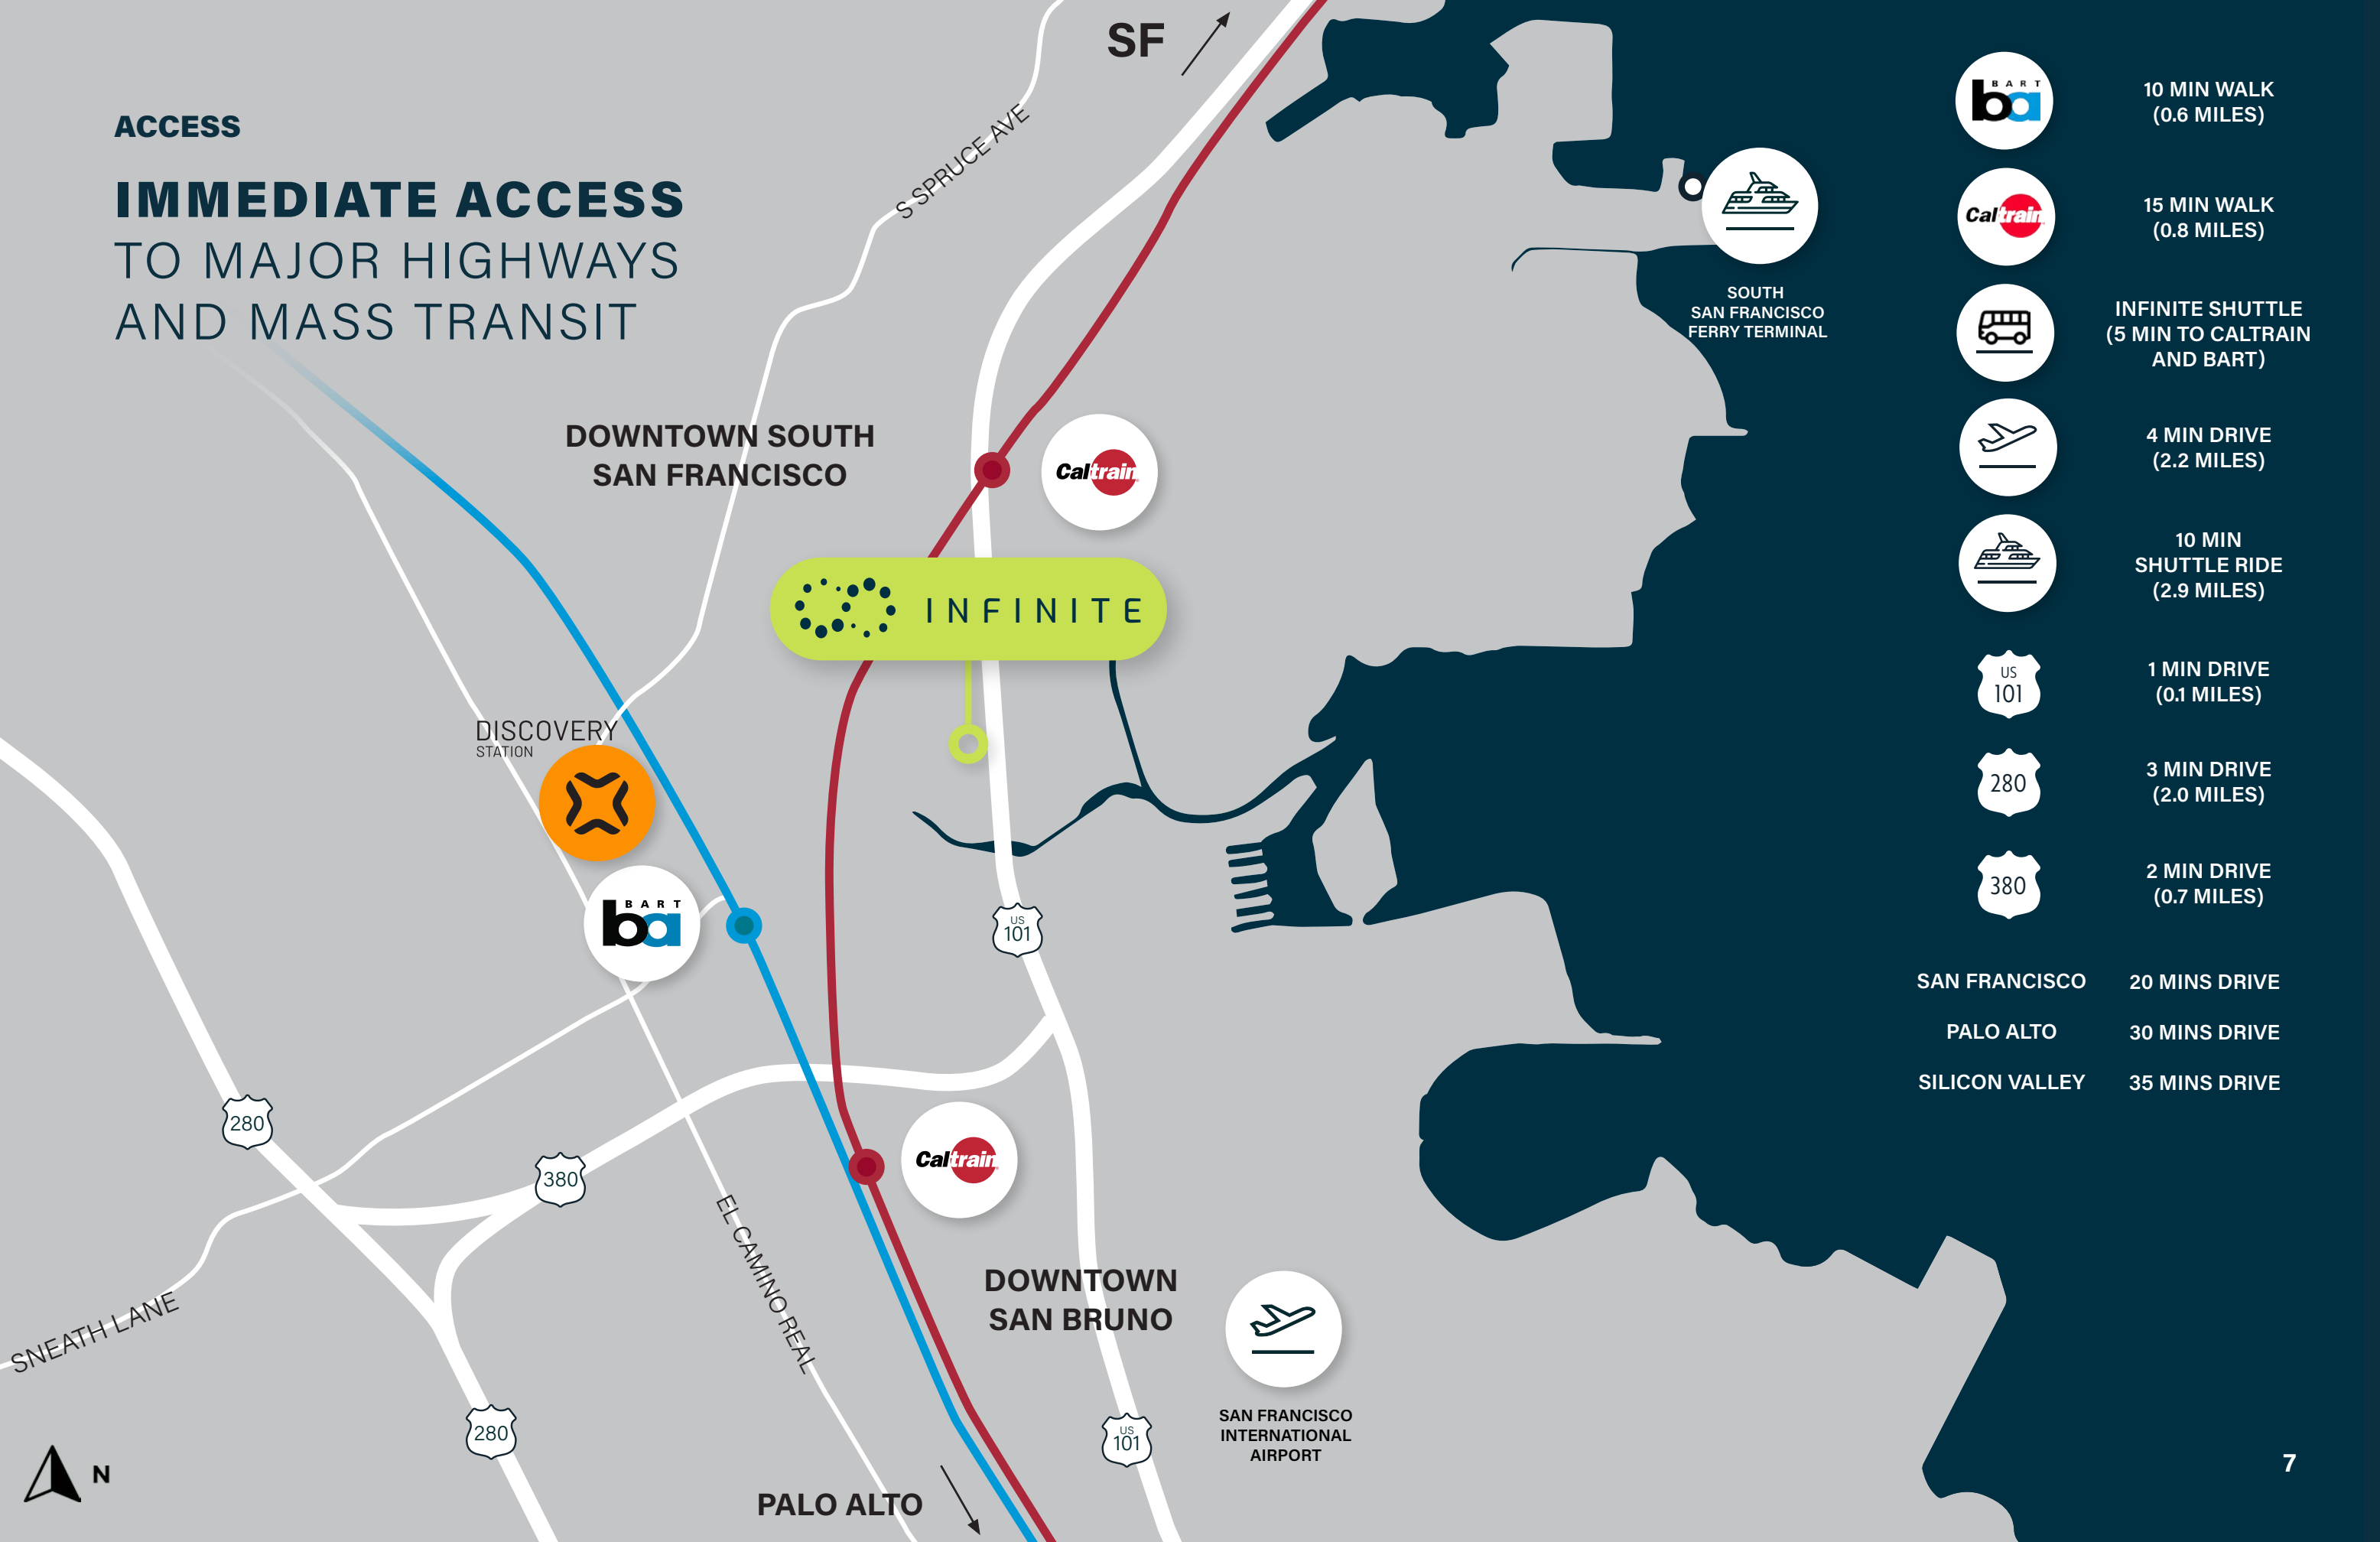 ACCESS
IMMEDIATE ACCESS
TO MAJOR HIGHWAYS
AND MASS TRANSIT
SF
S SPRUCE AVE
DOWNTOWN SOUTH
SAN FRANCISCO
Caltrain
INFINITE
DISCOVERY
STATION
BART
ba
US
101
280
380
Caltrain
SNEATH LANE
EL CAMINO REAL
DOWNTOWN
SAN BRUNO
280
US
101
SAN FRANCISCO
INTERNATIONAL
AIRPORT
PALO ALTO
N
SOUTH
SAN FRANCISCO
FERRY TERMINAL
BART
ba
10 MIN WALK
(0.6 MILES)
Caltrain
15 MIN WALK
(0.8 MILES)
INFINITE SHUTTLE
(5 MIN TO CALTRAIN
AND BART)
4 MIN DRIVE
(2.2 MILES)
10 MIN
SHUTTLE RIDE
(2.9 MILES)
US
101
1 MIN DRIVE
(0.1 MILES)
280
3 MIN DRIVE
(2.0 MILES)
380
2 MIN DRIVE
(0.7 MILES)
SAN FRANCISCO 20 MINS DRIVE
PALO ALTO 30 MINS DRIVE
SILICON VALLEY 35 MINS DRIVE
7